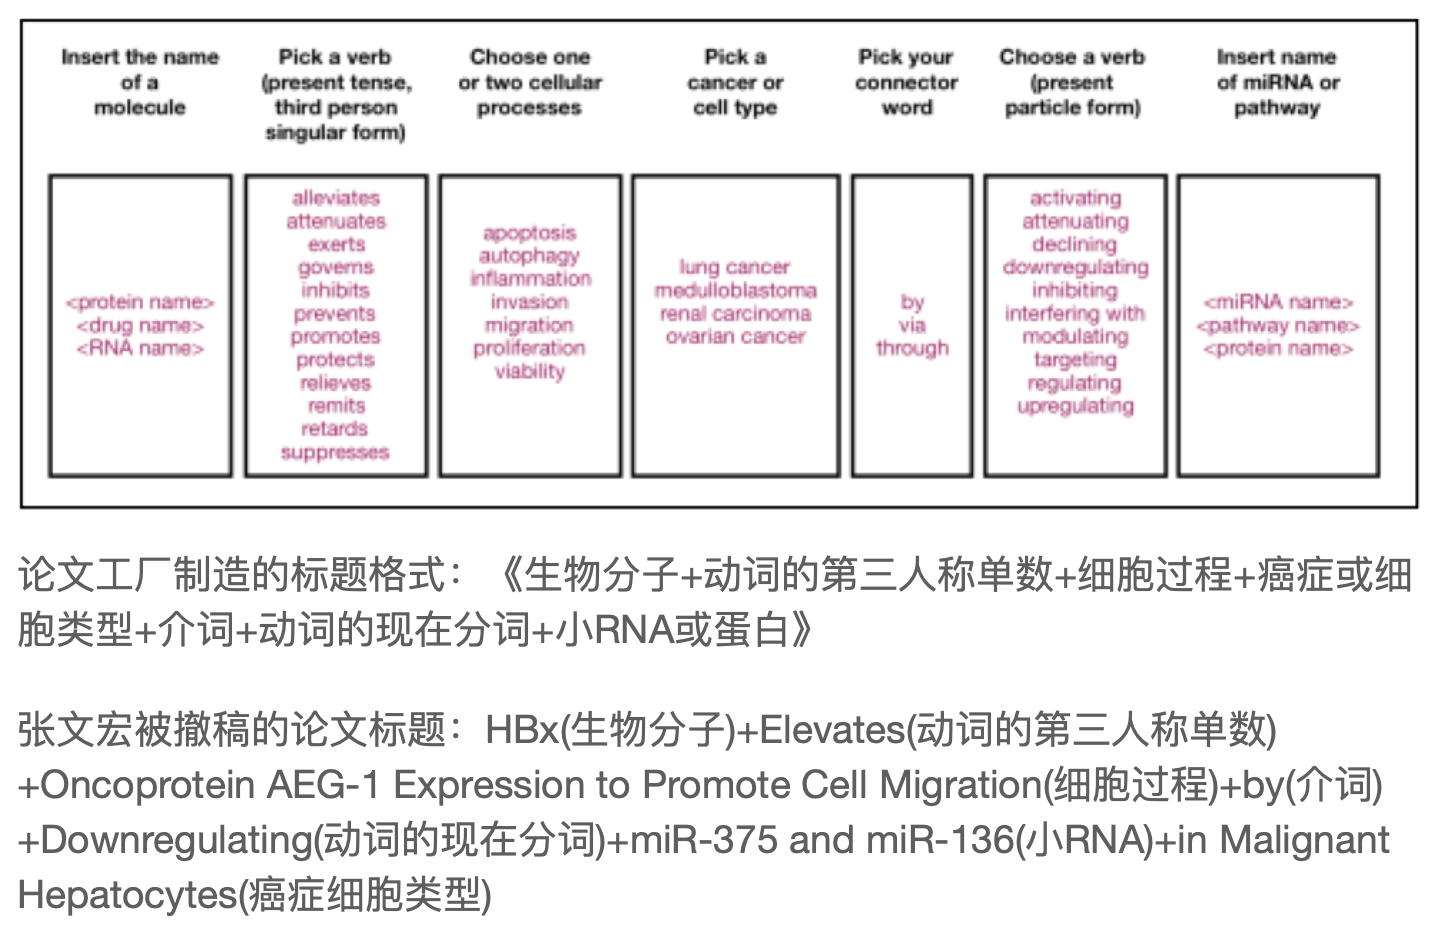 Insert the name
of a
molecule
Pick a verb
(present tense,
third person
singular form)
Choose one
or two cellular
processes
Pick a
cancer or
cell type
Pick your
connector
word
Choose a verb
(present
particle form)
Insert name
of miRNA or
pathway
<protein name>
<drug name>
<RNA name>
alleviates
attenuates
exerts
governs
inhibits
prevents
promotes
protects
relieves
remits
retards
suppresses
apoptosis
autophagy
inflammation
invasion
migration
proliferation
viability
lung cancer
medulloblastoma
renal carcinoma
ovarian cancer
by
via
through
activating
attenuating
declining
downregulating
inhibiting
interfering with
modulating
targeting
regulating
upregulating
<miRNA name>
<pathway name>
<protein name>
论文工厂制造的标题格式：《生物分子+动词的第三人称单数+细胞过程+癌症或细
胞类型+介词+动词的现在分词+小RNA或蛋白》
张文宏被撤稿的论文标题：HBx(生物分子)+Elevates(动词的第三人称单数)
+Oncoprotein AEG-1 Expression to Promote Cell Migration(细胞过程)+by(介词)
+Downregulating(动词的现在分词)+miR-375 and miR-136(小RNA)+in Malignant
Hepatocytes(癌症细胞类型)